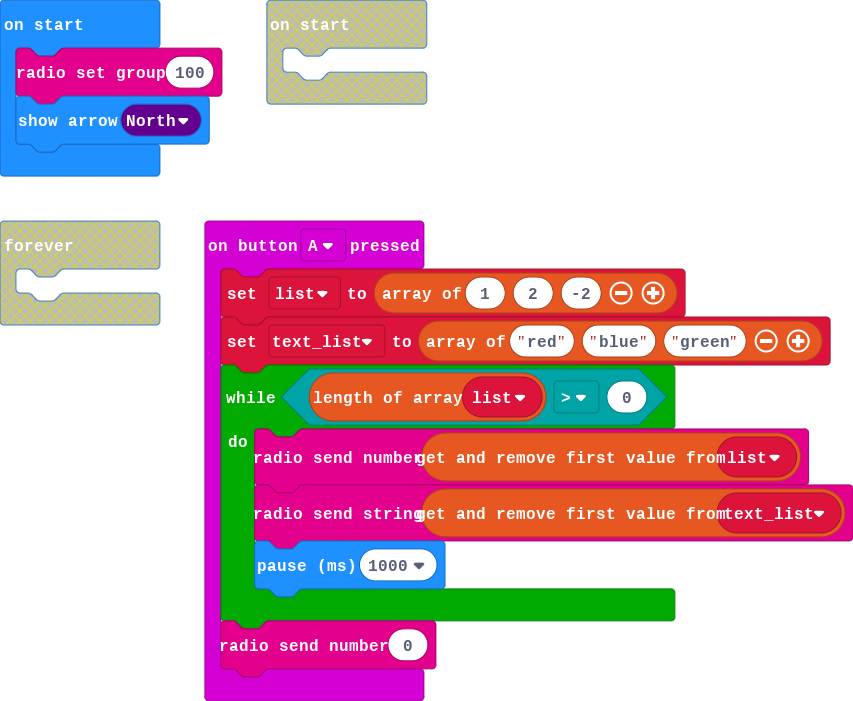 on start
radio set group 100
show arrow North
on start
forever
on button A pressed
set list to array of 1 2 -2
set text_list to array of "red" "blue" "green"
while length of array list > 0
do
radio send number get and remove first value from list
radio send string get and remove first value from text_list
pause (ms) 1000
radio send number 0